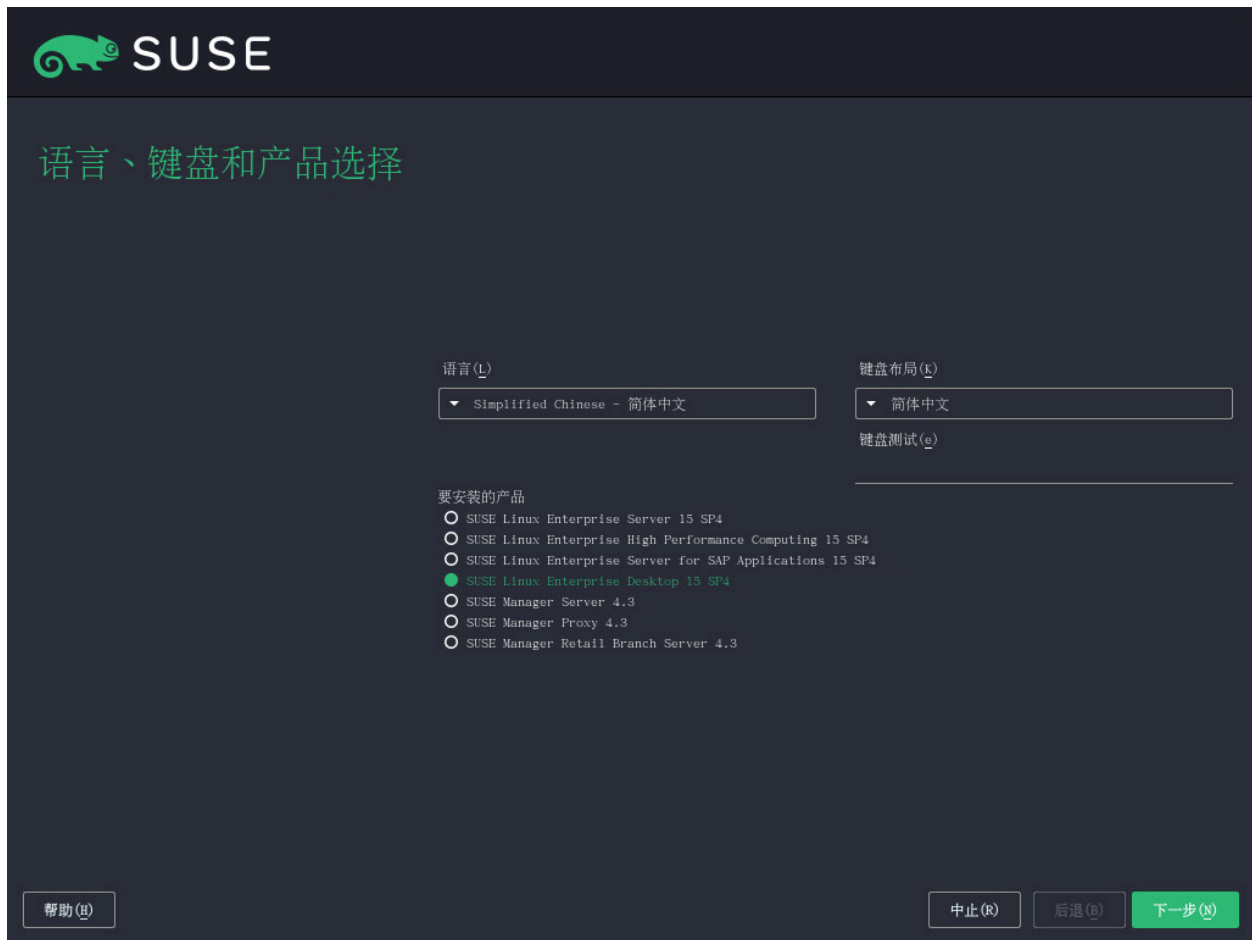 SUSE
语言、键盘和产品选择
语言(L)
键盘布局(K)
Simplified Chinese - 简体中文
简体中文
键盘测试(e)
要安装的产品
SUSE Linux Enterprise Server 15 SP4
SUSE Linux Enterprise High Performance Computing 15 SP4
SUSE Linux Enterprise Server for SAP Applications 15 SP4
SUSE Linux Enterprise Desktop 15 SP4
SUSE Manager Server 4.3
SUSE Manager Proxy 4.3
SUSE Manager Retail Branch Server 4.3
帮助(H)
中止(R)
后退(B)
下一步(N)